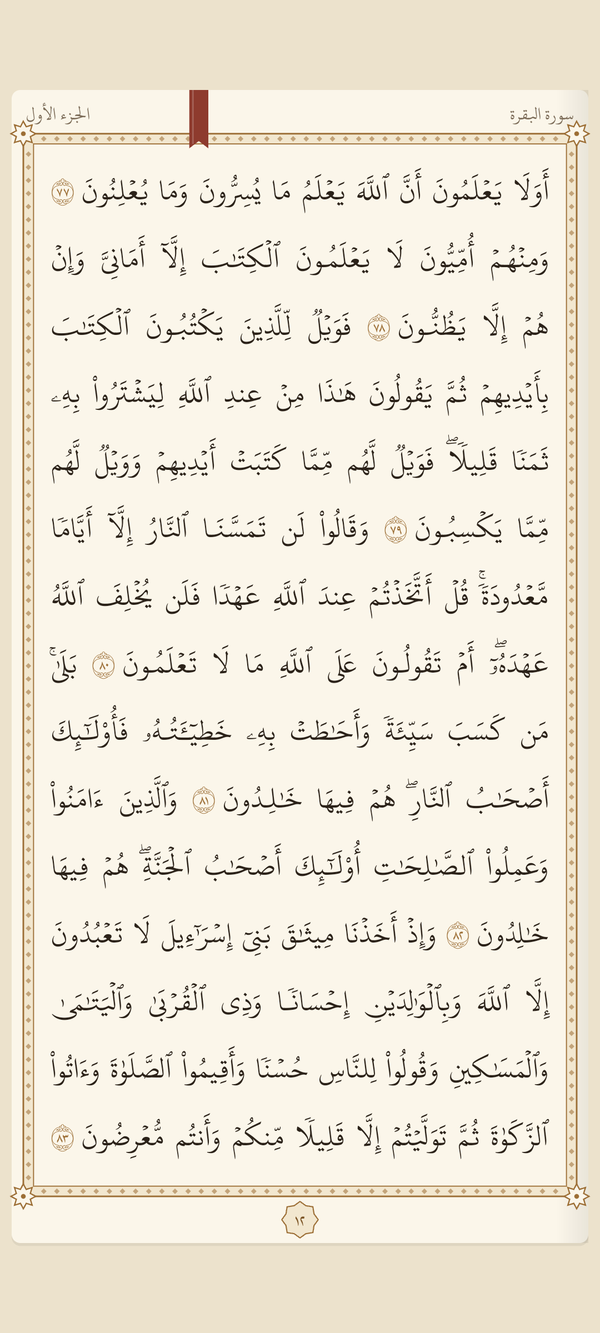 سورة البقرة
الجزء الأول
أَوَلَا يَعۡلَمُونَ أَنَّ ٱللَّهَ يَعۡلَمُ مَا يُسِرُّونَ وَمَا يُعۡلِنُونَ ٧٧
وَمِنۡهُمۡ أُمِّيُّونَ لَا يَعۡلَمُونَ ٱلۡكِتَٰبَ إِلَّآ أَمَانِيَّ وَإِنۡ
هُمۡ إِلَّا يَظُنُّونَ ٧٨ فَوَيۡلٞ لِّلَّذِينَ يَكۡتُبُونَ ٱلۡكِتَٰبَ
بِأَيۡدِيهِمۡ ثُمَّ يَقُولُونَ هَٰذَا مِنۡ عِندِ ٱللَّهِ لِيَشۡتَرُواْ بِهِۦ
ثَمَنٗا قَلِيلٗاۖ فَوَيۡلٞ لَّهُم مِّمَّا كَتَبَتۡ أَيۡدِيهِمۡ وَوَيۡلٞ لَّهُم
مِّمَّا يَكۡسِبُونَ ٧٩ وَقَالُواْ لَن تَمَسَّنَا ٱلنَّارُ إِلَّآ أَيَّامٗا
مَّعۡدُودَةٗۚ قُلۡ أَتَّخَذۡتُمۡ عِندَ ٱللَّهِ عَهۡدٗا فَلَن يُخۡلِفَ ٱللَّهُ
عَهۡدَهُۥٓۖ أَمۡ تَقُولُونَ عَلَى ٱللَّهِ مَا لَا تَعۡلَمُونَ ٨٠ بَلَىٰۚ
مَن كَسَبَ سَيِّئَةٗ وَأَحَٰطَتۡ بِهِۦ خَطِيٓـَٔتُهُۥ فَأُوْلَٰٓئِكَ
أَصۡحَٰبُ ٱلنَّارِۖ هُمۡ فِيهَا خَٰلِدُونَ ٨١ وَٱلَّذِينَ ءَامَنُواْ
وَعَمِلُواْ ٱلصَّٰلِحَٰتِ أُوْلَٰٓئِكَ أَصۡحَٰبُ ٱلۡجَنَّةِۖ هُمۡ فِيهَا
خَٰلِدُونَ ٨٢ وَإِذۡ أَخَذۡنَا مِيثَٰقَ بَنِيٓ إِسۡرَٰٓءِيلَ لَا تَعۡبُدُونَ
إِلَّا ٱللَّهَ وَبِٱلۡوَٰلِدَيۡنِ إِحۡسَانٗا وَذِي ٱلۡقُرۡبَىٰ وَٱلۡيَتَٰمَىٰ
وَٱلۡمَسَٰكِينِ وَقُولُواْ لِلنَّاسِ حُسۡنٗا وَأَقِيمُواْ ٱلصَّلَوٰةَ وَءَاتُواْ
ٱلزَّكَوٰةَ ثُمَّ تَوَلَّيۡتُمۡ إِلَّا قَلِيلٗا مِّنكُمۡ وَأَنتُم مُّعۡرِضُونَ ٨٣
١٢